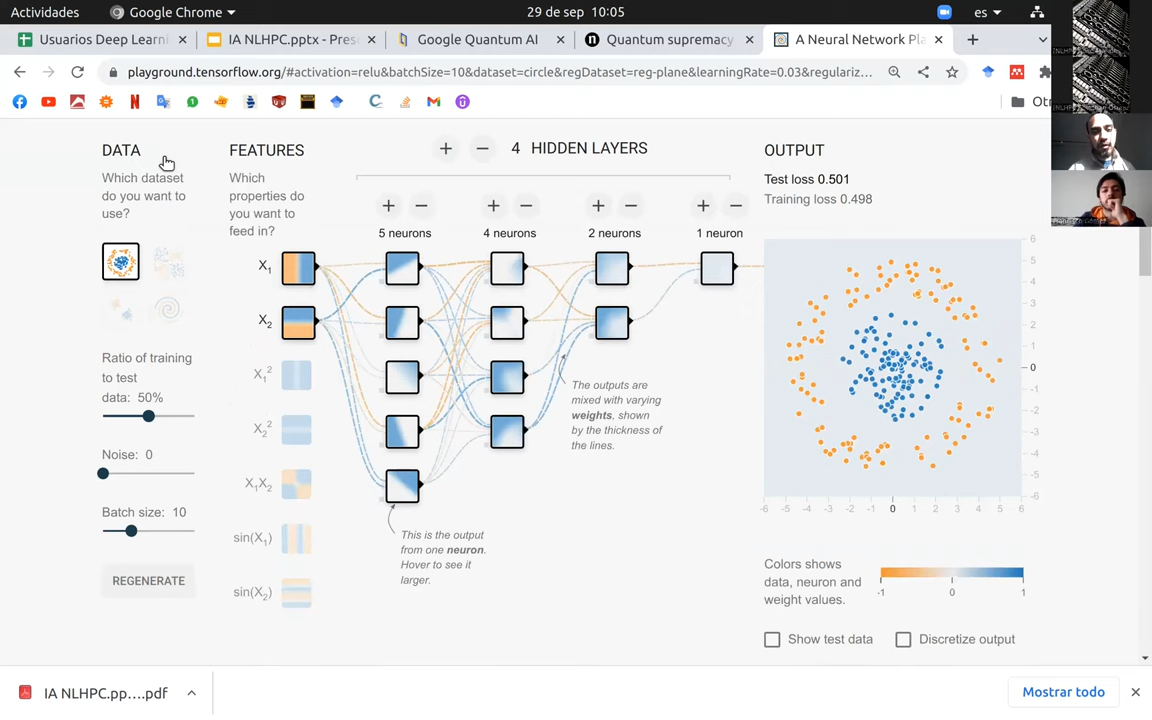 Actividades
Google Chrome
29 de sep 10:05
es
Usuarios Deep Learni
IA NLHPC.pptx - Pres
Google Quantum AI
Quantum supremacy
A Neural Network Pla
playground.tensorflow.org/#activation=relu&batchSize=10&dataset=circle&regDataset=reg-plane&learningRate=0.03&regulariz...
Otr
DATA
Which dataset
do you want to
use?
Ratio of training
to test
data: 50%
Noise: 0
Batch size: 10
REGENERATE
FEATURES
Which
properties do
you want to
feed in?
X1
X2
X1²
X2²
X1X2
sin(X1)
sin(X2)
+ − 4 HIDDEN LAYERS
+ − + − + − + −
5 neurons
4 neurons
2 neurons
1 neuron
The outputs are
mixed with varying
weights, shown
by the thickness of
the lines.
This is the output
from one neuron.
Hover to see it
larger.
OUTPUT
Test loss 0.501
Training loss 0.498
6
5
4
3
2
1
0
-1
-2
-3
-4
-5
-6
-6 -5 -4 -3 -2 -1 0 1 2 3 4 5 6
Colors shows
data, neuron and
weight values.
-1 0 1
Show test data
Discretize output
IA NLHPC.pp....pdf
Mostrar todo